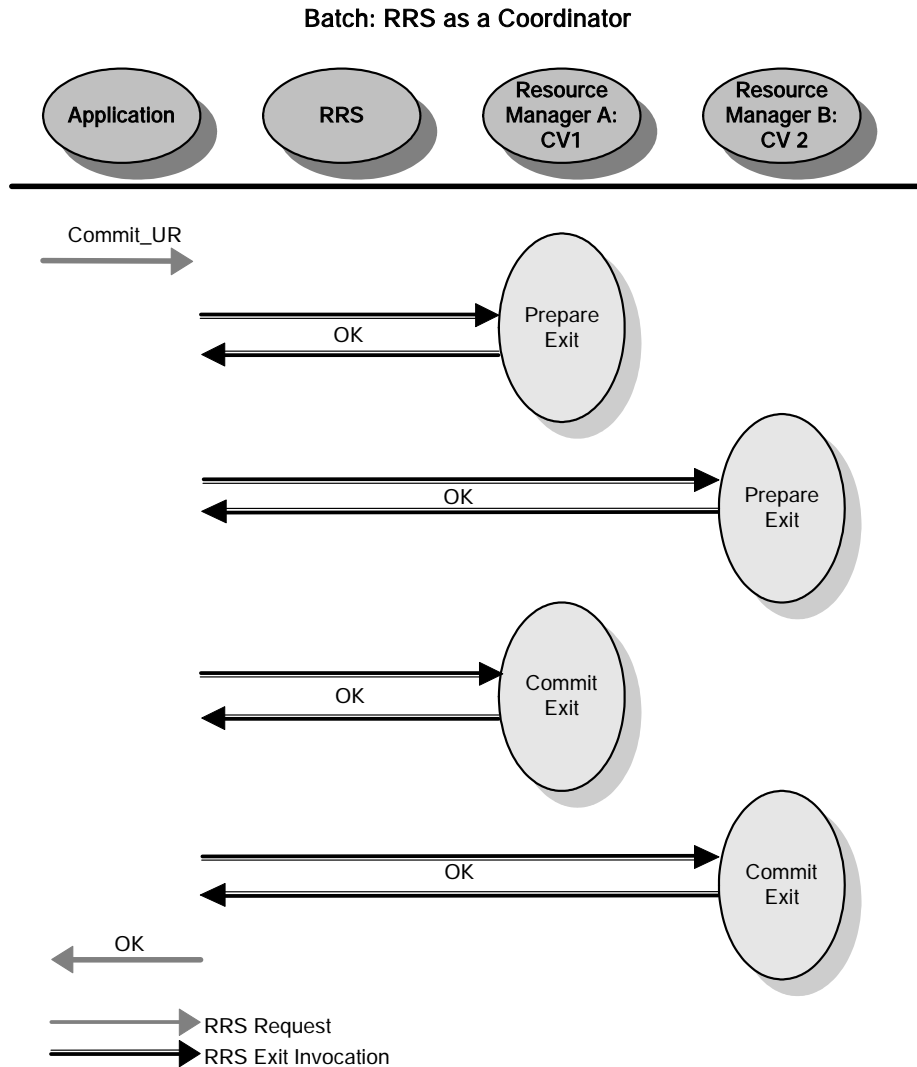 Batch: RRS as a Coordinator
Application
RRS
Resource
Manager A:
CV1
Resource
Manager B:
CV 2
Commit_UR
OK
Prepare
Exit
OK
Prepare
Exit
OK
Commit
Exit
OK
Commit
Exit
OK
RRS Request
RRS Exit Invocation